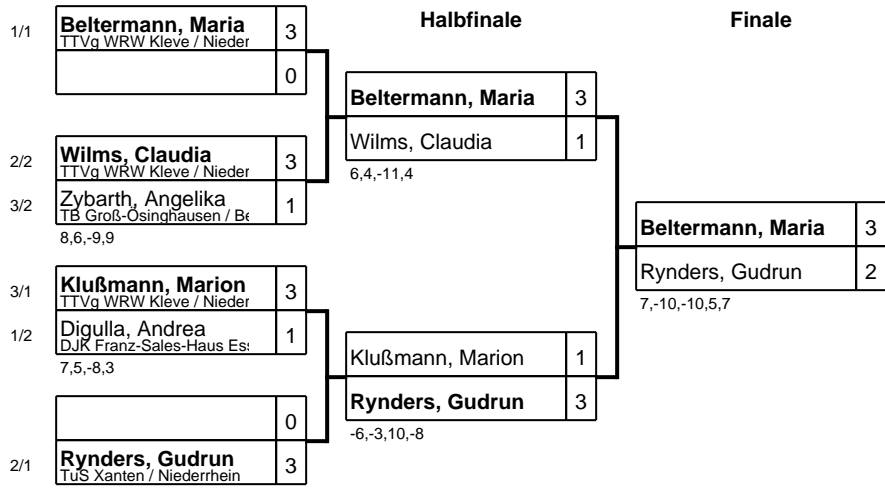 Halbfinale
Finale
1/1
Beltermann, Maria
3
TTVg WRW Kleve / Nieder
0
2/2
Wilms, Claudia
3
TTVg WRW Kleve / Nieder
3/2
Zybarth, Angelika
1
TB Groß-Ösinghausen / Be
8,6,-9,9
3/1
Klußmann, Marion
3
TTVg WRW Kleve / Nieder
1/2
Digulla, Andrea
1
DJK Franz-Sales-Haus Ess
7,5,-8,3
0
2/1
Rynders, Gudrun
3
TuS Xanten / Niederrhein
Beltermann, Maria
3
Wilms, Claudia
1
6,4,-11,4
Klußmann, Marion
1
Rynders, Gudrun
3
-6,-3,10,-8
Beltermann, Maria
3
Rynders, Gudrun
2
7,-10,-10,5,7